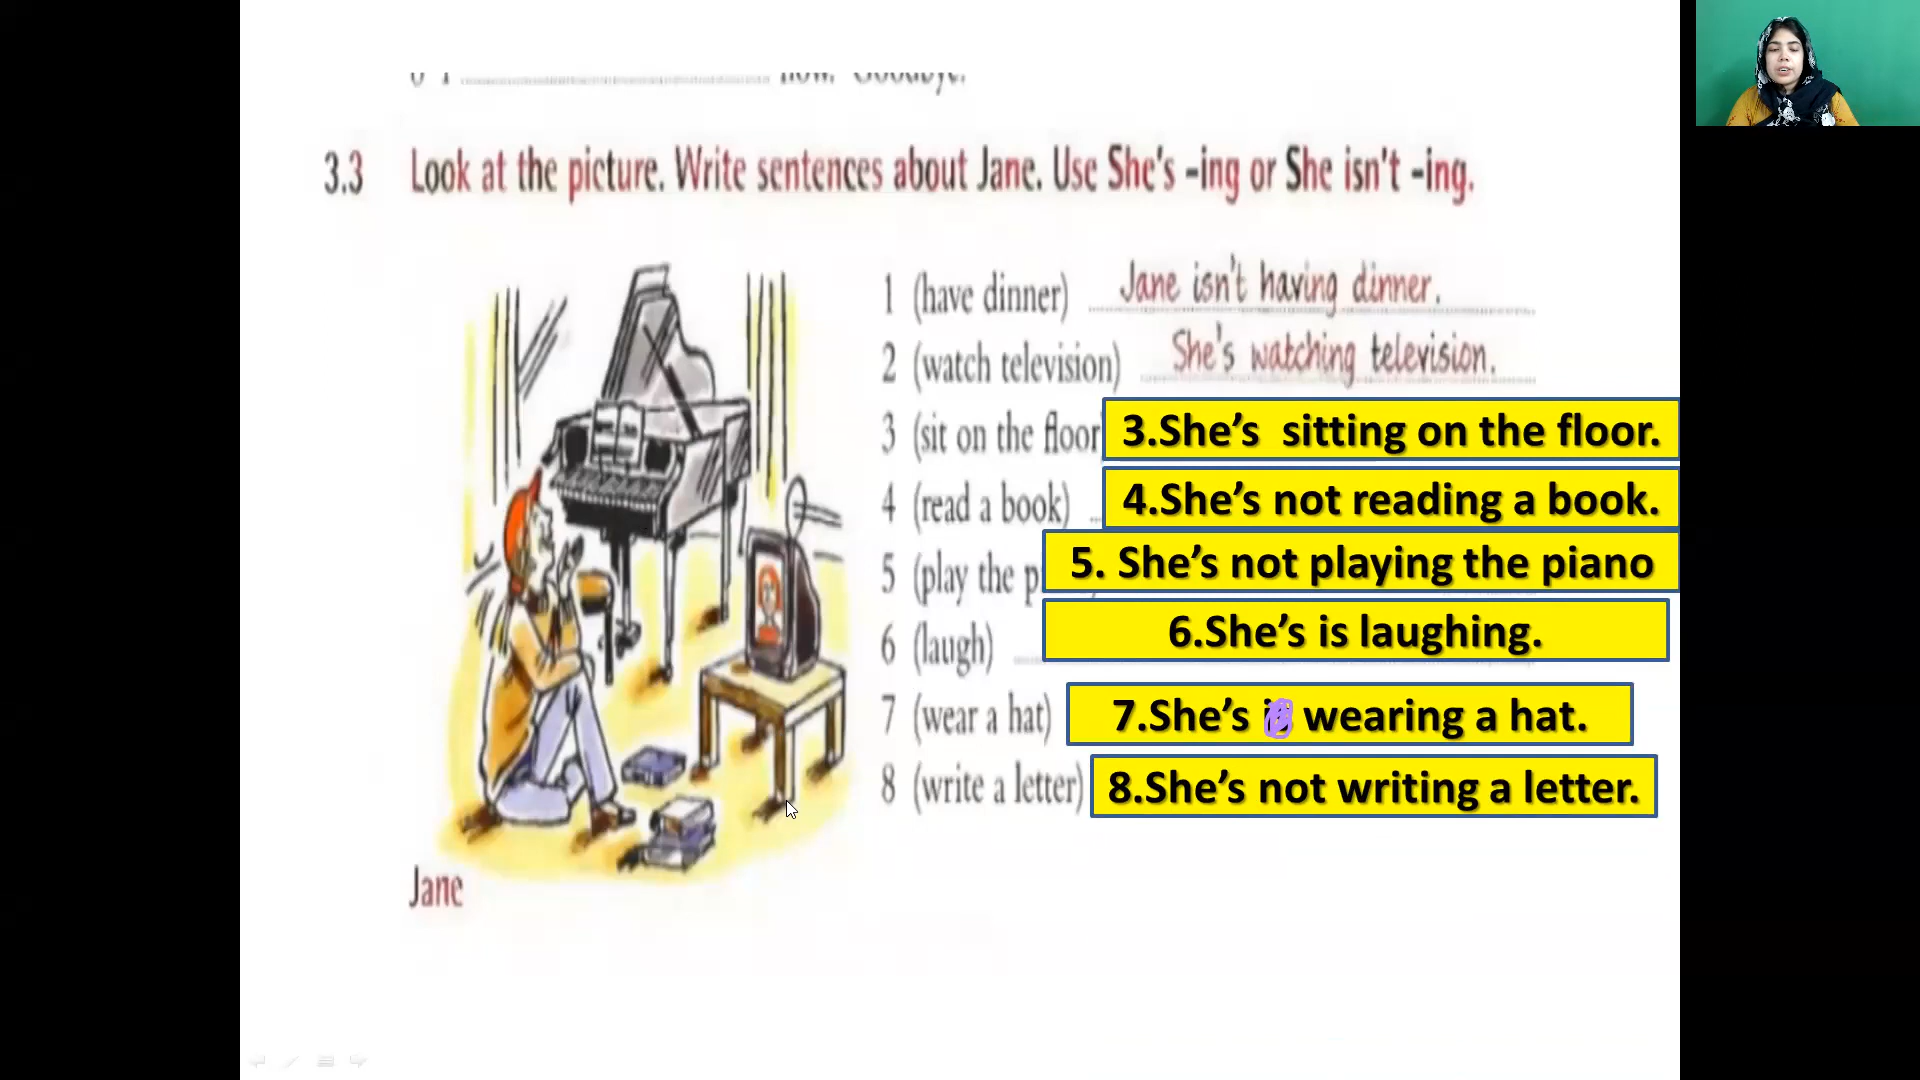 now. Goodbye.
3.3 Look at the picture. Write sentences about Jane. Use She's -ing or She isn't -ing.
1 (have dinner) Jane isn't having dinner.
2 (watch television) She's watching television.
3 (sit on the floor 3.She’s sitting on the floor.
4 (read a book) 4.She’s not reading a book.
5 (play the p 5. She’s not playing the piano
6 (laugh) 6.She’s is laughing.
7 (wear a hat) 7.She’s wearing a hat.
8 (write a letter) 8.She’s not writing a letter.
Jane